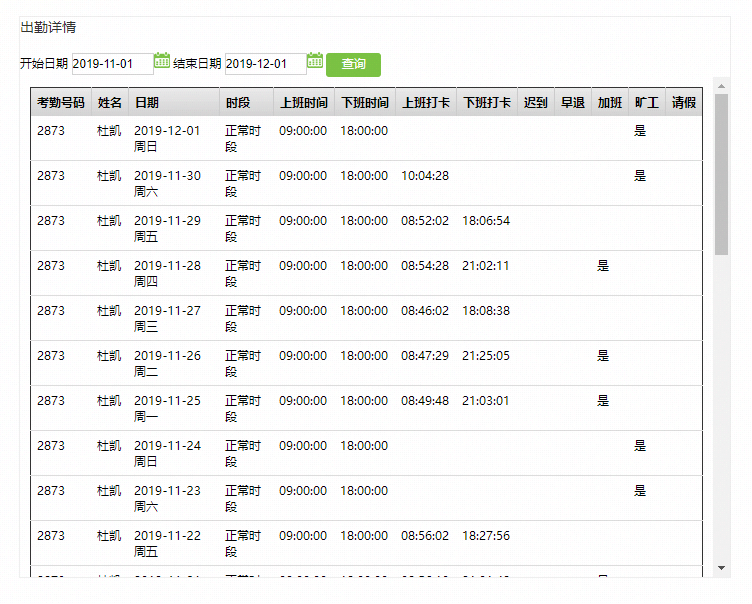 出勤详情
开始日期 2019-11-01 结束日期 2019-12-01 查询
考勤号码 姓名 日期 时段 上班时间 下班时间 上班打卡 下班打卡 迟到 早退 加班 旷工 请假
2873 杜凯 2019-12-01 正常时 09:00:00 18:00:00 是
周日 段
2873 杜凯 2019-11-30 正常时 09:00:00 18:00:00 10:04:28 是
周六 段
2873 杜凯 2019-11-29 正常时 09:00:00 18:00:00 08:52:02 18:06:54
周五 段
2873 杜凯 2019-11-28 正常时 09:00:00 18:00:00 08:54:28 21:02:11 是
周四 段
2873 杜凯 2019-11-27 正常时 09:00:00 18:00:00 08:46:02 18:08:38
周三 段
2873 杜凯 2019-11-26 正常时 09:00:00 18:00:00 08:47:29 21:25:05 是
周二 段
2873 杜凯 2019-11-25 正常时 09:00:00 18:00:00 08:49:48 21:03:01 是
周一 段
2873 杜凯 2019-11-24 正常时 09:00:00 18:00:00 是
周日 段
2873 杜凯 2019-11-23 正常时 09:00:00 18:00:00 是
周六 段
2873 杜凯 2019-11-22 正常时 09:00:00 18:00:00 08:56:02 18:27:56
周五 段